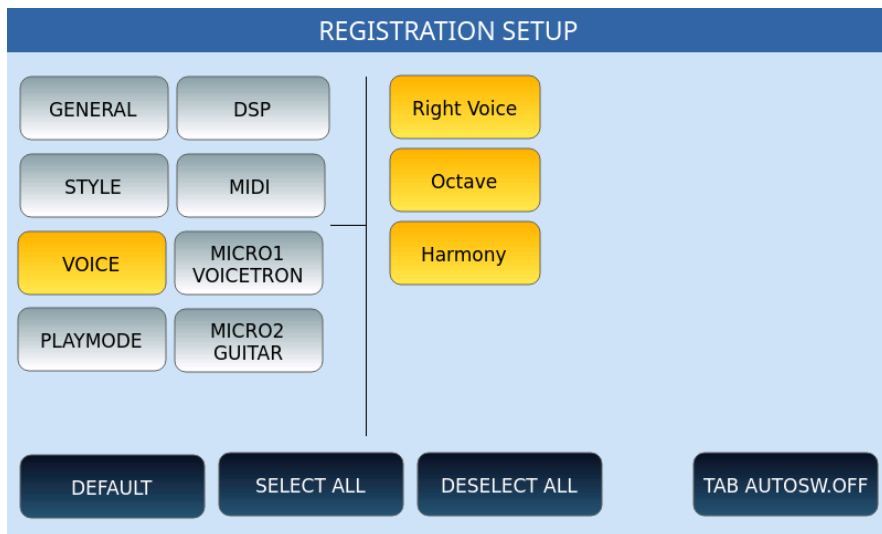 REGISTRATION SETUP
GENERAL
DSP
Right Voice
STYLE
MIDI
Octave
VOICE
MICRO1
VOICETRON
Harmony
PLAYMODE
MICRO2
GUITAR
DEFAULT
SELECT ALL
DESELECT ALL
TAB AUTOSW.OFF